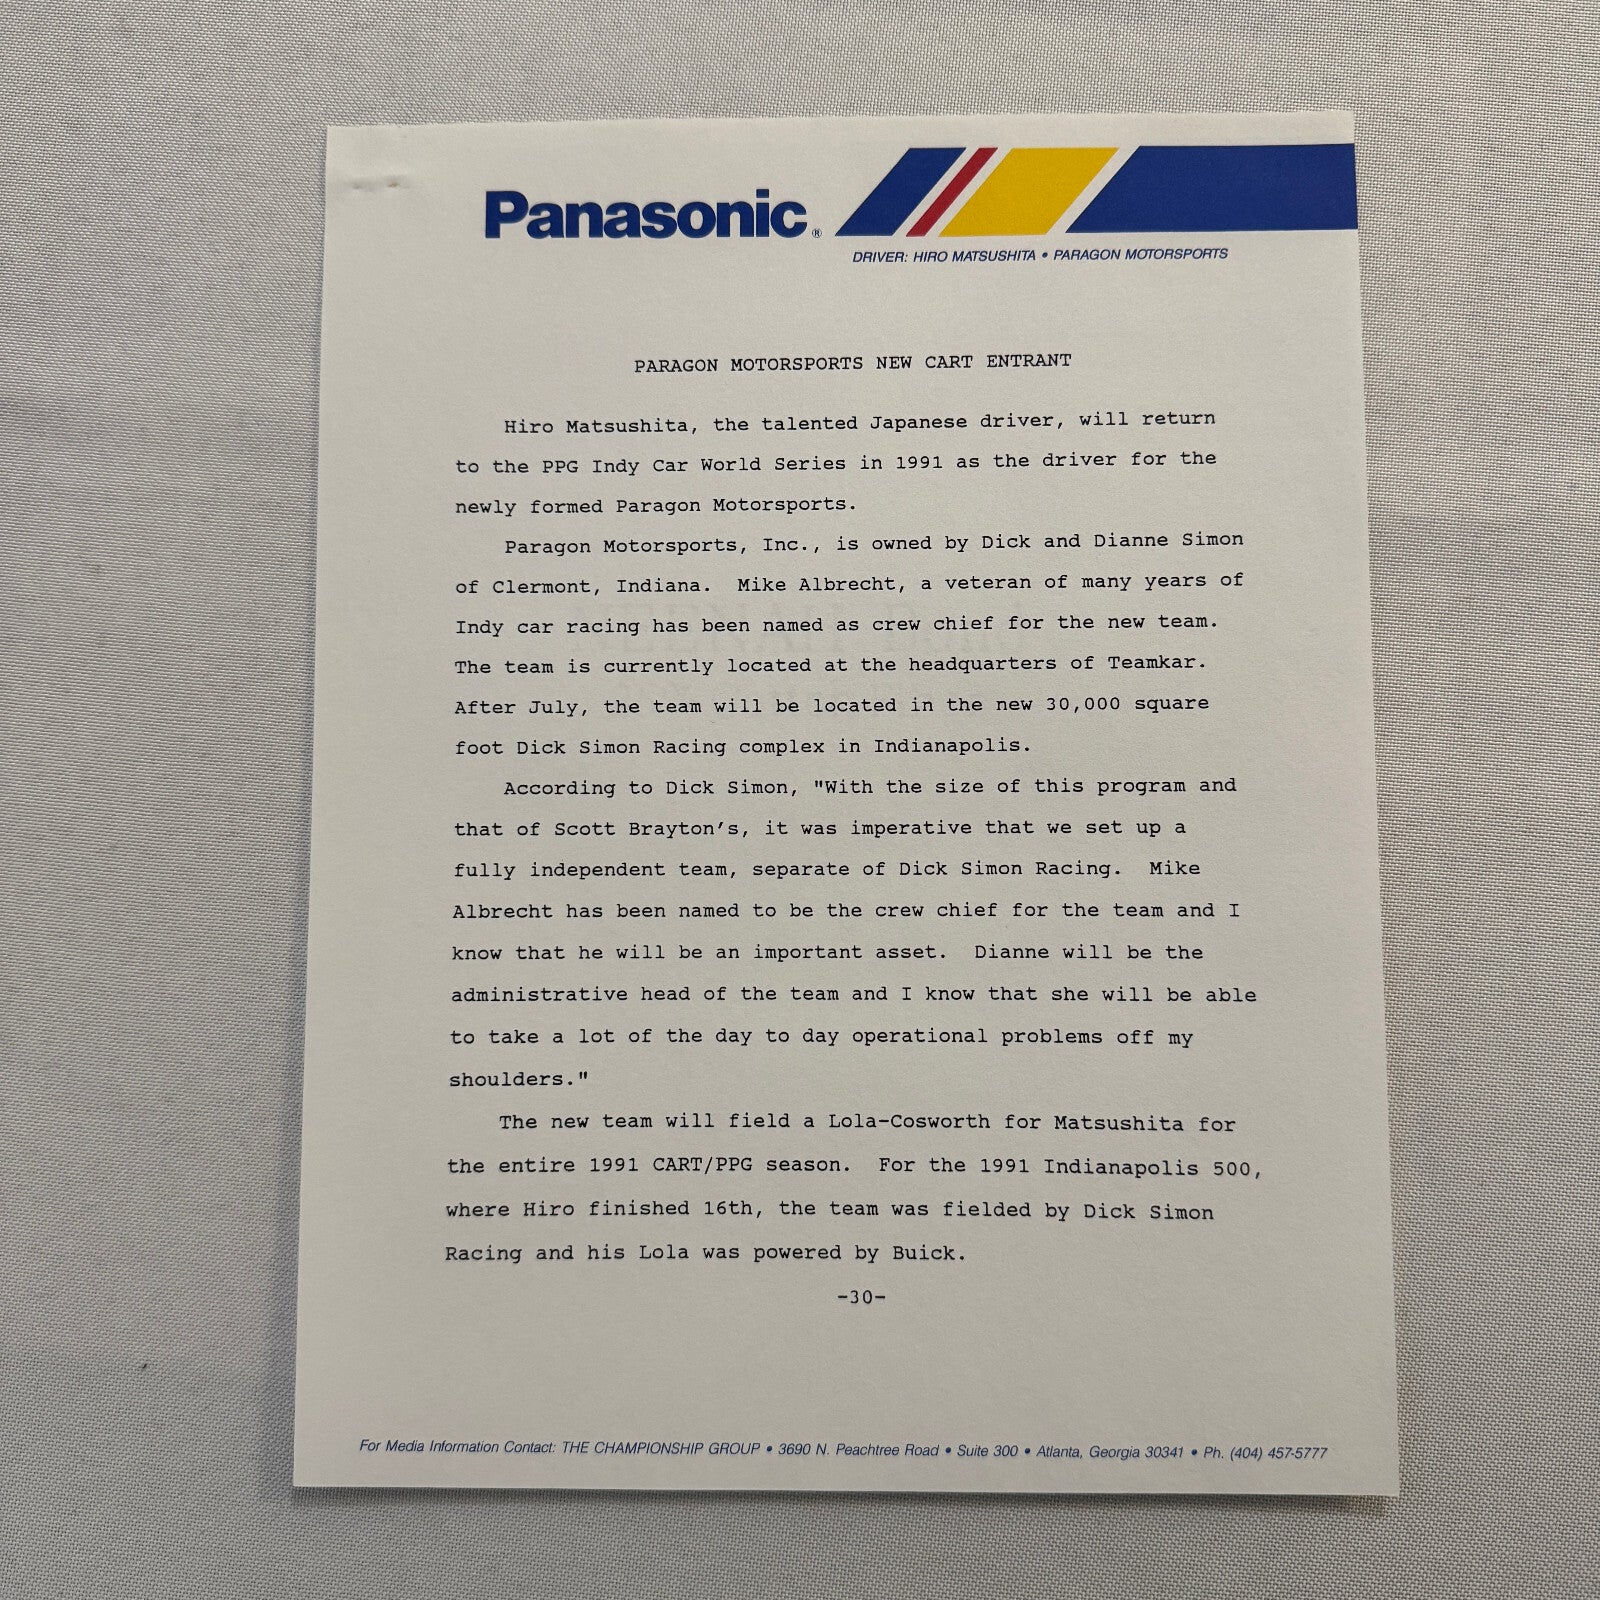 Panasonic®
DRIVER: HIRO MATSUSHITA • PARAGON MOTORSPORTS
PARAGON MOTORSPORTS NEW CART ENTRANT
Hiro Matsushita, the talented Japanese driver, will return
to the PPG Indy Car World Series in 1991 as the driver for the
newly formed Paragon Motorsports.
Paragon Motorsports, Inc., is owned by Dick and Dianne Simon
of Clermont, Indiana. Mike Albrecht, a veteran of many years of
Indy car racing has been named as crew chief for the new team.
The team is currently located at the headquarters of Teamkar.
After July, the team will be located in the new 30,000 square
foot Dick Simon Racing complex in Indianapolis.
According to Dick Simon, "With the size of this program and
that of Scott Brayton's, it was imperative that we set up a
fully independent team, separate of Dick Simon Racing. Mike
Albrecht has been named to be the crew chief for the team and I
know that he will be an important asset. Dianne will be the
administrative head of the team and I know that she will be able
to take a lot of the day to day operational problems off my
shoulders."
The new team will field a Lola-Cosworth for Matsushita for
the entire 1991 CART/PPG season. For the 1991 Indianapolis 500,
where Hiro finished 16th, the team was fielded by Dick Simon
Racing and his Lola was powered by Buick.
-30-
For Media Information Contact: THE CHAMPIONSHIP GROUP • 3690 N. Peachtree Road • Suite 300 • Atlanta, Georgia 30341 • Ph. (404) 457-5777